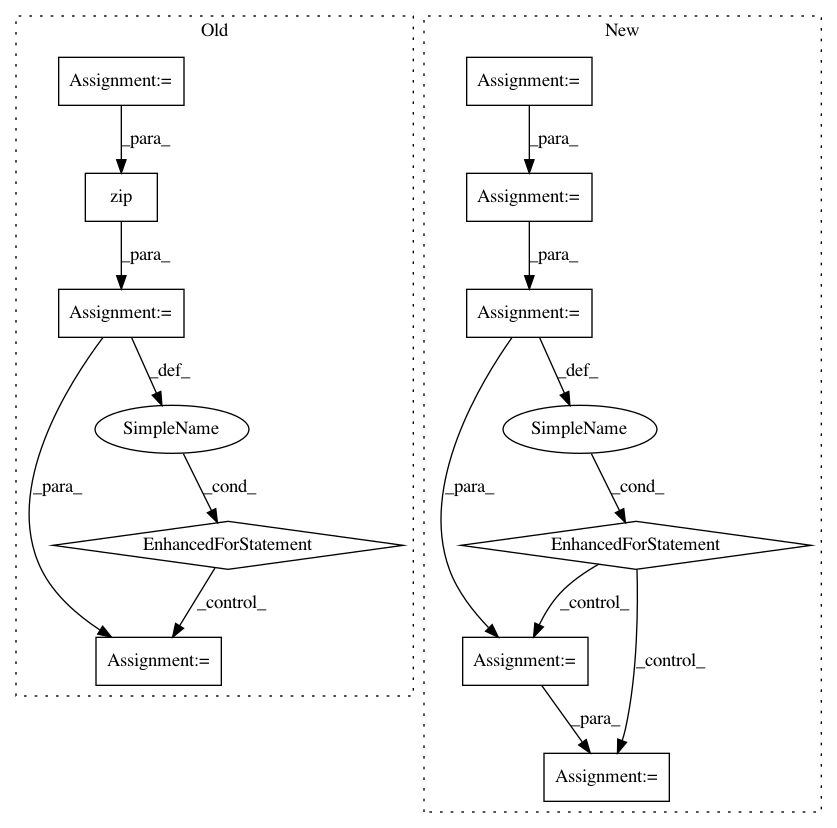 Old
Assignment:=
_para_
zip
_para_
Assignment:=
_def_
SimpleName
_para_
_cond_
EnhancedForStatement
_control_
Assignment:=
New
Assignment:=
_para_
Assignment:=
_para_
Assignment:=
_def_
SimpleName
_para_
_cond_
EnhancedForStatement
_control_
_control_
Assignment:=
_para_
Assignment:=